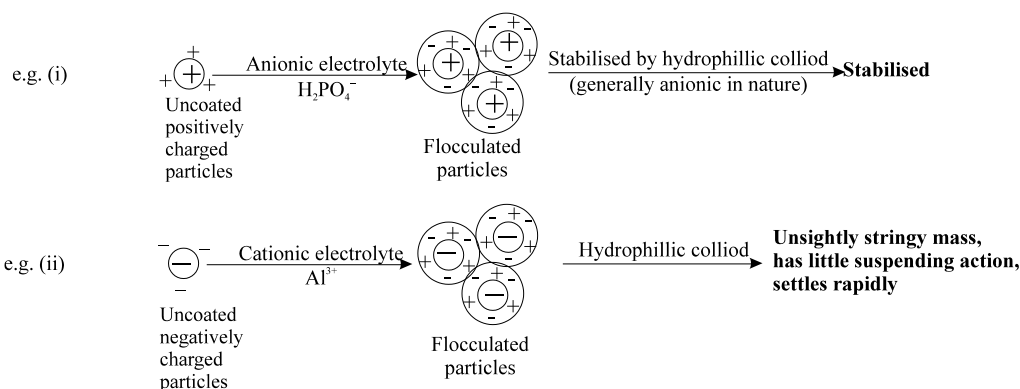 e.g. (i)
Uncoated
positively
charged
particles
Anionic electrolyte
H₂PO₄⁻
Flocculated
particles
Stabilised by hydrophillic colliod
(generally anionic in nature)
Stabilised
e.g. (ii)
Uncoated
negatively
charged
particles
Cationic electrolyte
Al³⁺
Flocculated
particles
Hydrophillic colliod
Unsightly stringy mass,
has little suspending action,
settles rapidly